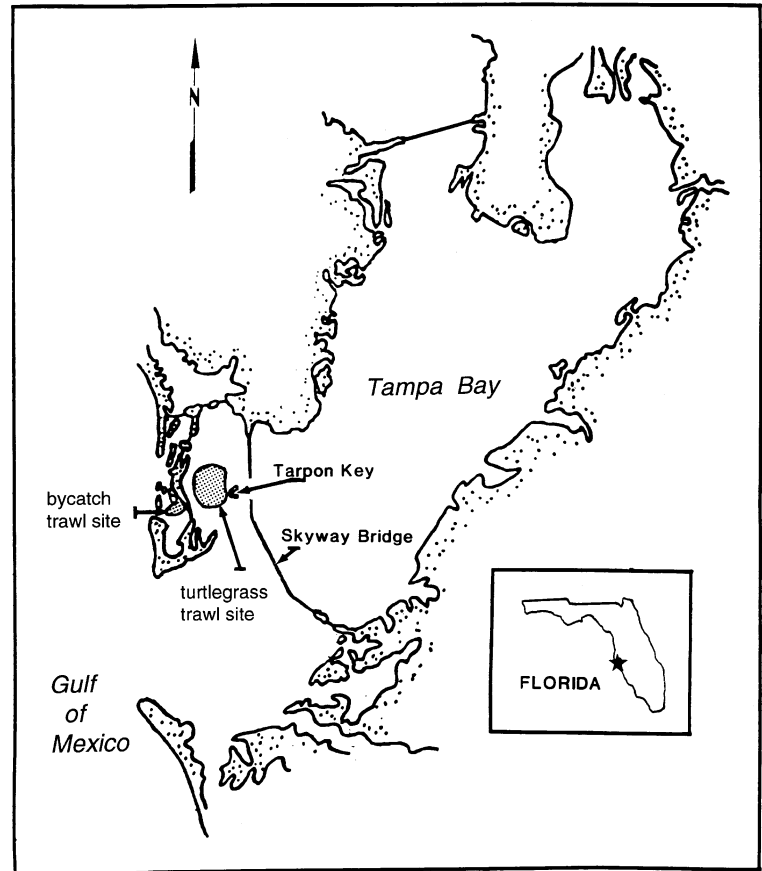 N
Tampa Bay
Tarpon Key
bycatch
trawl site
Skyway Bridge
turtlegrass
trawl site
FLORIDA
Gulf
of
Mexico